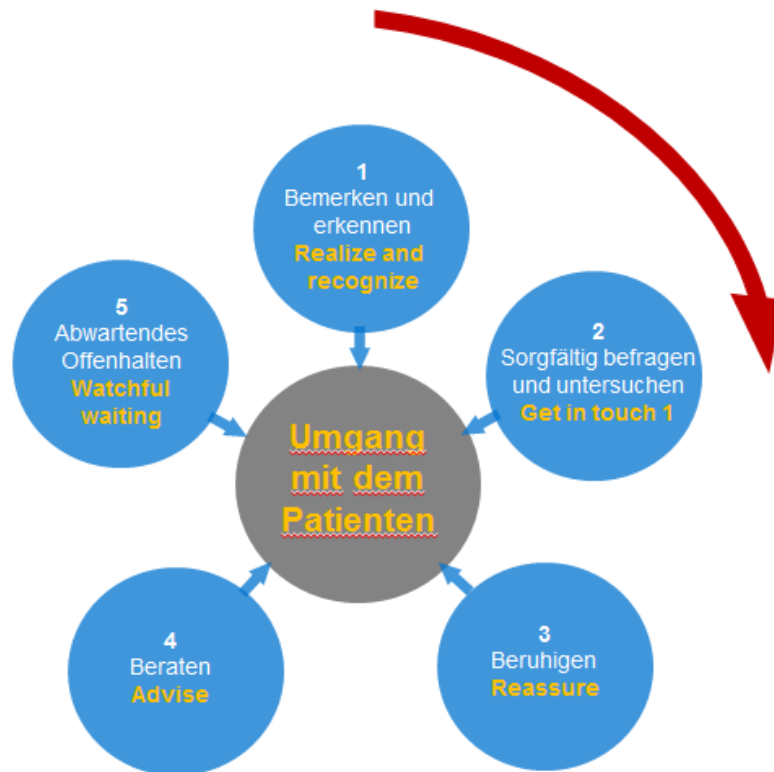 1
Bemerken und
erkennen
Realize and
recognize
2
Sorgfältig befragen
und untersuchen
Get in touch 1
3
Beruhigen
Reassure
4
Beraten
Advise
5
Abwartendes
Offenhalten
Watchful
waiting
Umgang
mit dem
Patienten